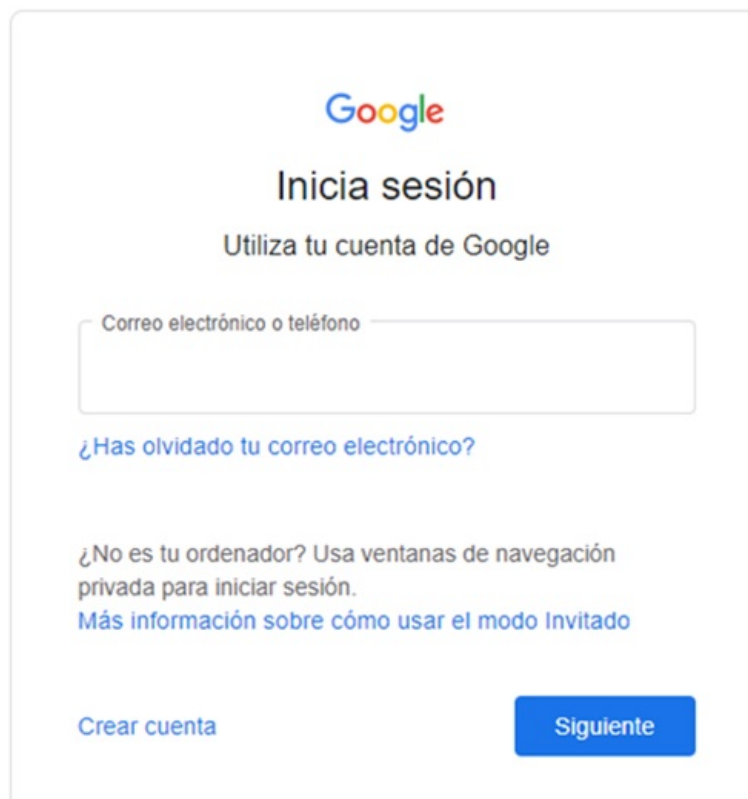 Google
Inicia sesión
Utiliza tu cuenta de Google
Correo electrónico o teléfono
¿Has olvidado tu correo electrónico?
¿No es tu ordenador? Usa ventanas de navegación
privada para iniciar sesión.
Más información sobre cómo usar el modo Invitado
Crear cuenta
Siguiente